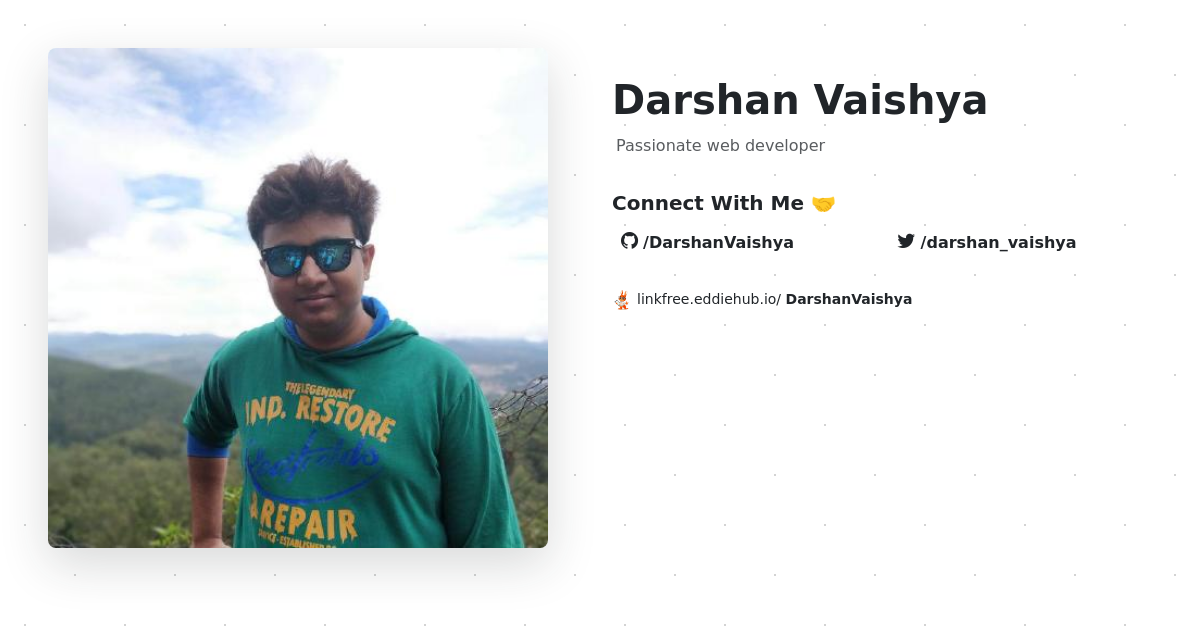 Darshan Vaishya
Passionate web developer
Connect With Me 🤝
/DarshanVaishya
/darshan_vaishya
linkfree.eddiehub.io/ DarshanVaishya
THE LEGENDARY
IND. RESTORE
& REPAIR